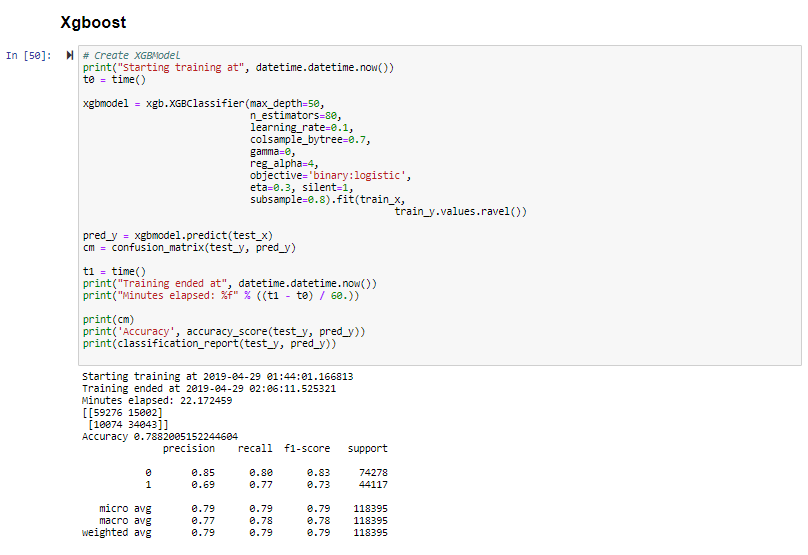 Xgboost
In [50]:
# Create XGBModel
print("Starting training at", datetime.datetime.now())
t0 = time()
xgbmodel = xgb.XGBClassifier(max_depth=50,
n_estimators=80,
learning_rate=0.1,
colsample_bytree=0.7,
gamma=0,
reg_alpha=4,
objective='binary:logistic',
eta=0.3, silent=1,
subsample=0.8).fit(train_x,
train_y.values.ravel())
pred_y = xgbmodel.predict(test_x)
cm = confusion_matrix(test_y, pred_y)
t1 = time()
print("Training ended at", datetime.datetime.now())
print("Minutes elapsed: %f" % ((t1 - t0) / 60.))
print(cm)
print('Accuracy', accuracy_score(test_y, pred_y))
print(classification_report(test_y, pred_y))
Starting training at 2019-04-29 01:44:01.166813
Training ended at 2019-04-29 02:06:11.525321
Minutes elapsed: 22.172459
[[59276 15002]
[10074 34043]]
Accuracy 0.7882005152244604
precision recall f1-score support
0 0.85 0.80 0.83 74278
1 0.69 0.77 0.73 44117
micro avg 0.79 0.79 0.79 118395
macro avg 0.77 0.78 0.78 118395
weighted avg 0.79 0.79 0.79 118395